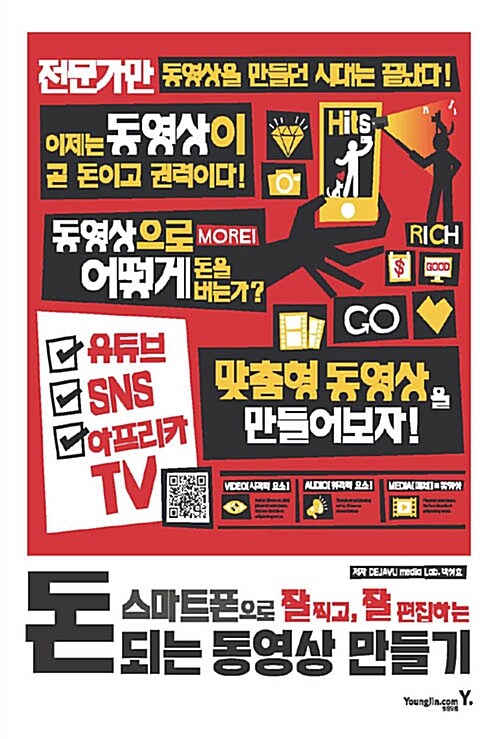 전문가만 동영상을 만들던 시대는 끝났다!
이제는 동영상이
곧 돈이고 권력이다!
Hits
동영상으로 MORE!
어떻게 돈을
버는가?
RICH
$
GOOD
GO
유튜브
SNS
아프리카
TV
맞춤형 동영상을
만들어보자!
VIDEO[시각적 요소]
AUDIO[청각적 요소]
MEDIA[매체]=동영상
저자 DEJAVU media Lab.
스마트폰으로 잘 찍고, 잘 편집하는
돈 되는 동영상 만들기
YoungJin.com Y.
영진닷컴